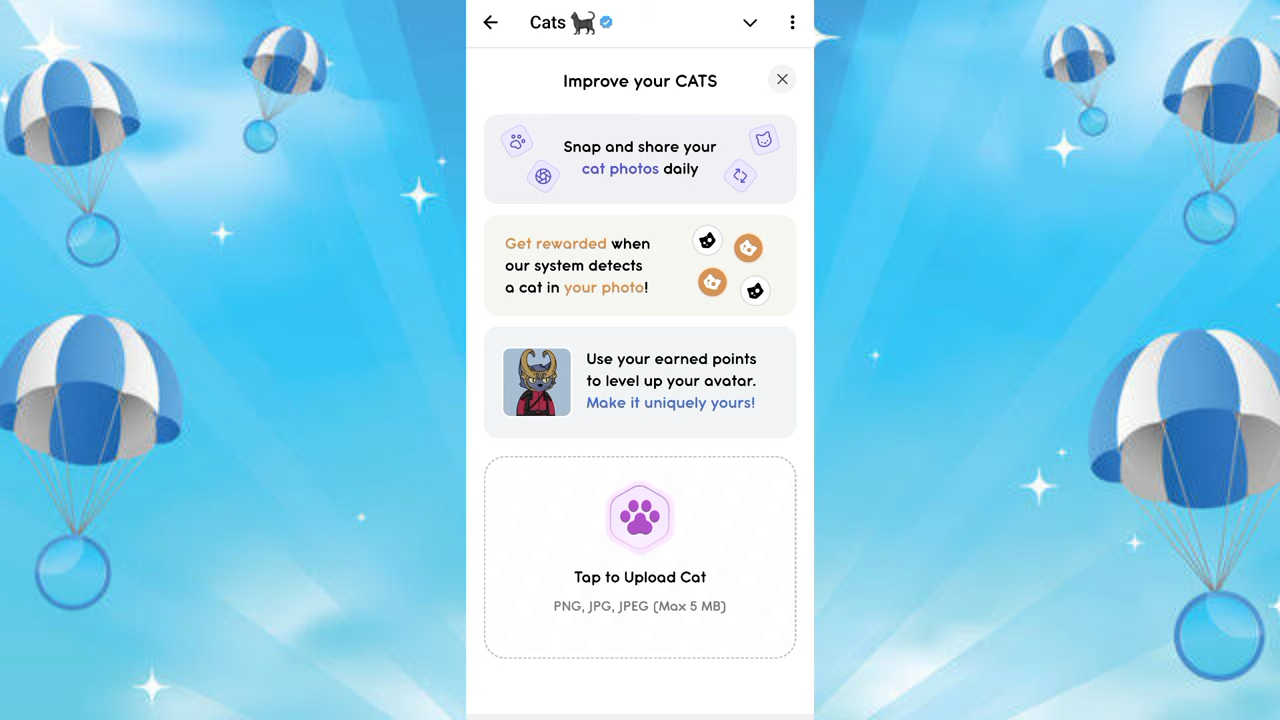 Cats 🐈‍⬛
Improve your CATS
Snap and share your
cat photos daily
Get rewarded when
our system detects
a cat in your photo!
Use your earned points
to level up your avatar.
Make it uniquely yours!
Tap to Upload Cat
PNG, JPG, JPEG (Max 5 MB)